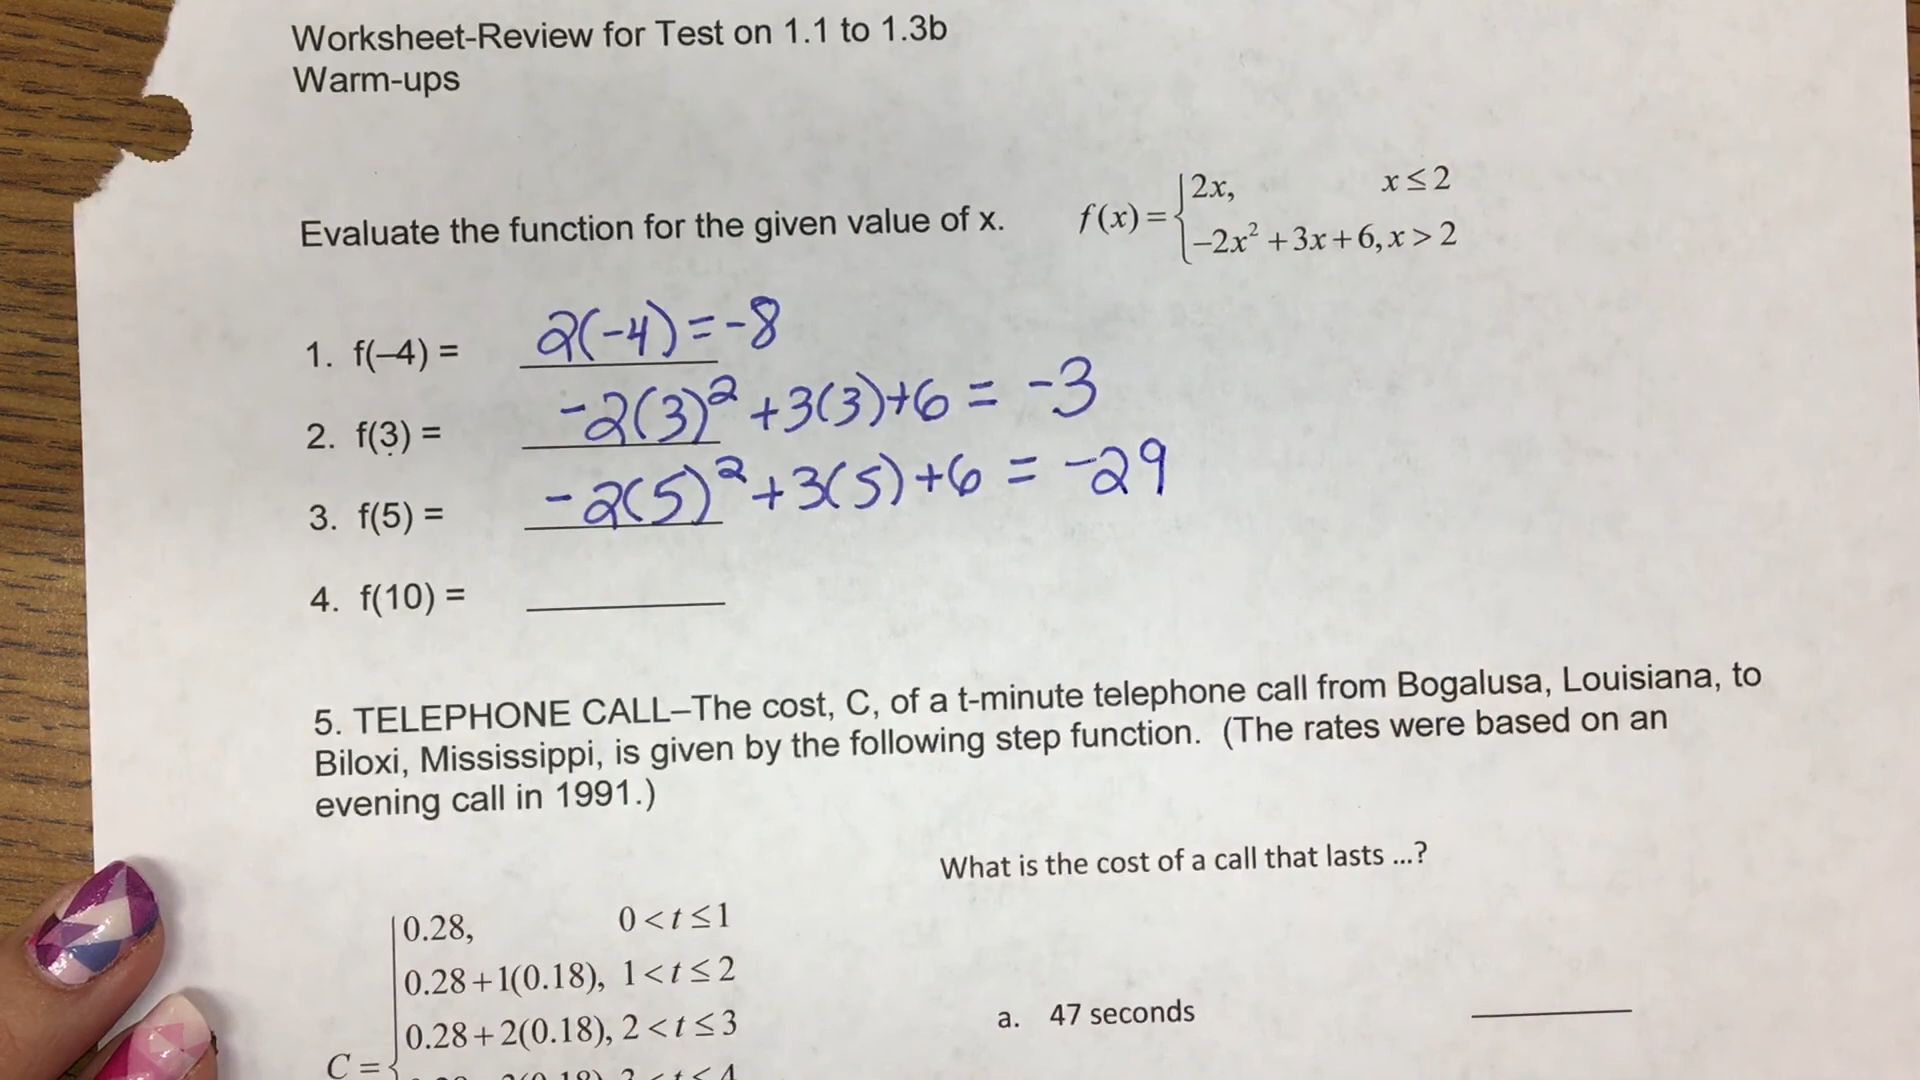 Worksheet-Review for Test on 1.1 to 1.3b
Warm-ups
Evaluate the function for the given value of x. f(x) = { 2x, x ≤ 2
−2x² + 3x + 6, x > 2
1. f(−4) = 2(-4) = -8
2. f(3) = -2(3)² + 3(3) + 6 = -3
3. f(5) = -2(5)² + 3(5) + 6 = -29
4. f(10) = ____
5. TELEPHONE CALL–The cost, C, of a t-minute telephone call from Bogalusa, Louisiana, to
Biloxi, Mississippi, is given by the following step function. (The rates were based on an
evening call in 1991.)
What is the cost of a call that lasts ...?
0.28, 0 < t ≤ 1
0.28 + 1(0.18), 1 < t ≤ 2
0.28 + 2(0.18), 2 < t ≤ 3
a. 47 seconds ____
C = {